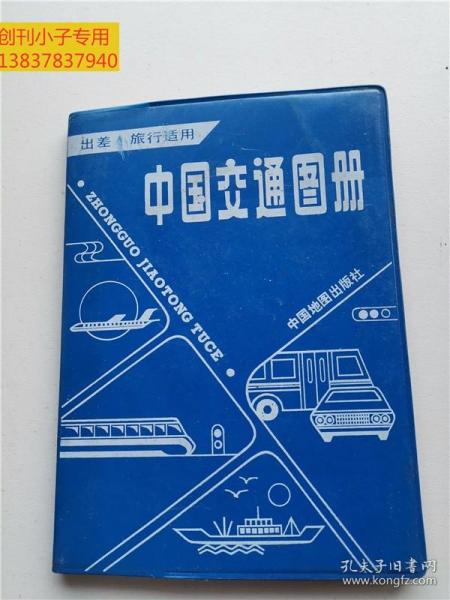 创刊小子专用
13837837940
出差 旅行适用
中国交通图册
ZHONGGUO JIAOTONG TUCE
中国地图出版社
孔夫子旧书网
www.kongfz.com